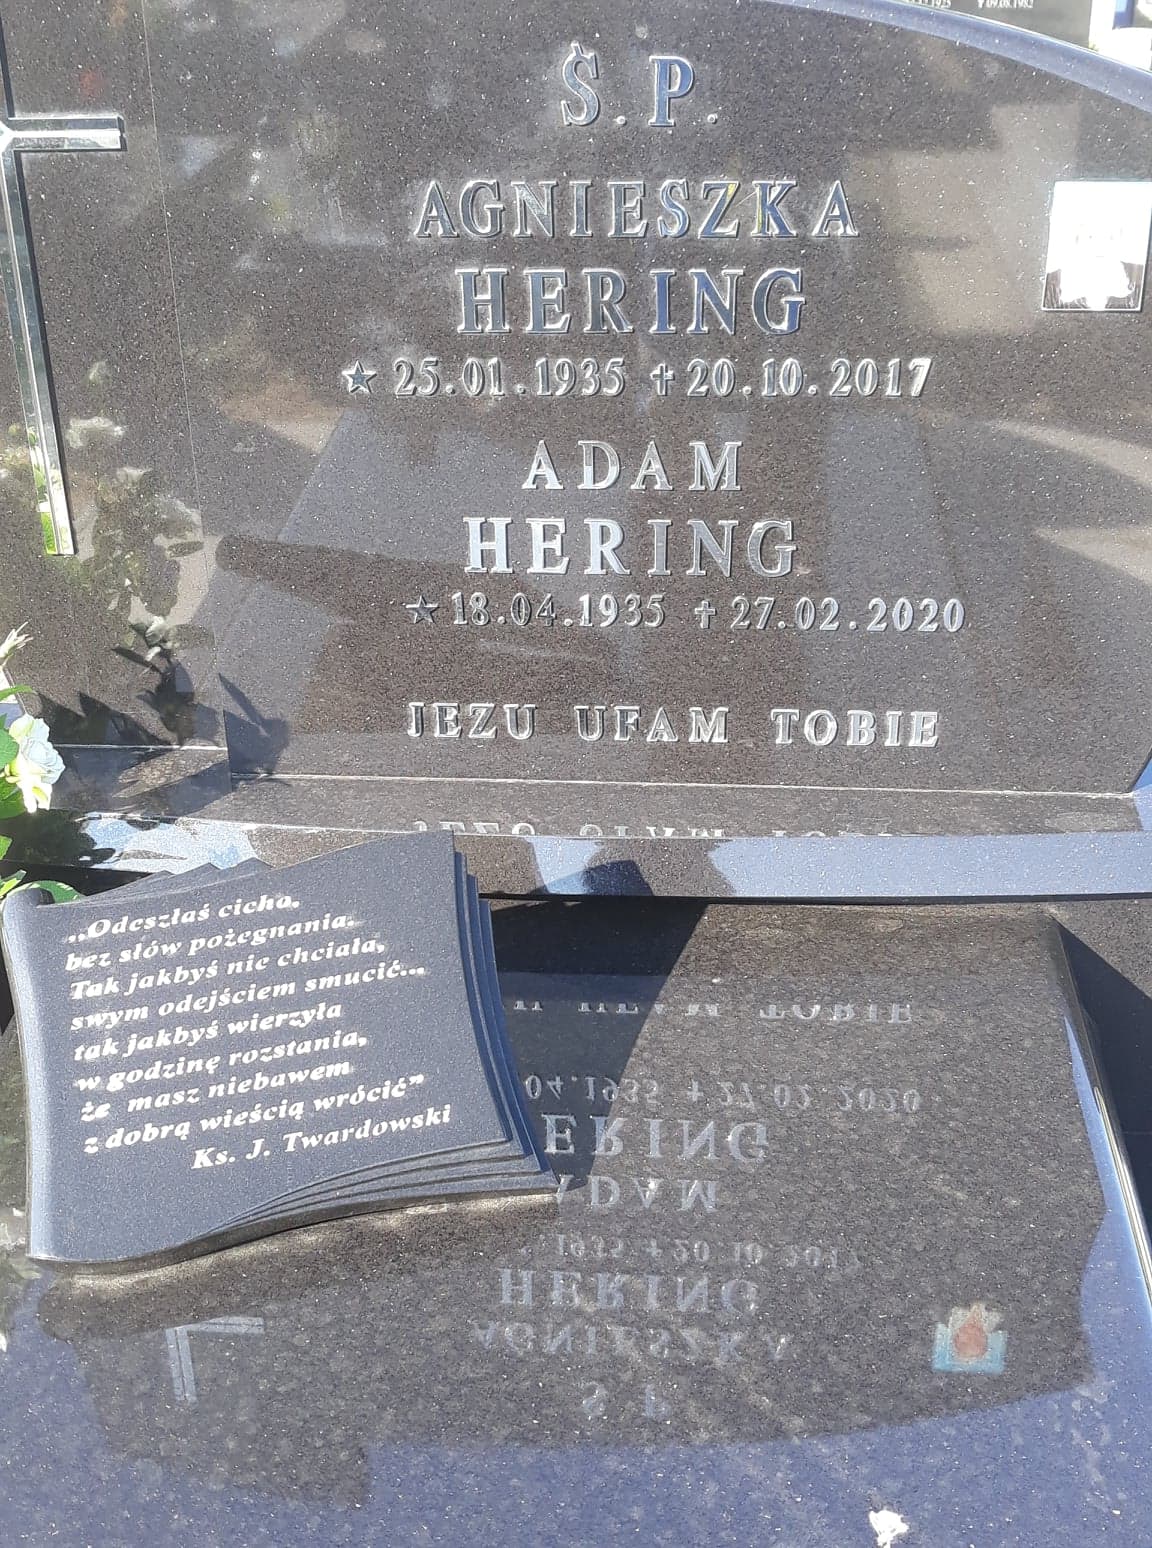 Ś.P.
AGNIESZKA
HERING
★ 25.01.1935 ✝ 20.10.2017
ADAM
HERING
★ 18.04.1935 ✝ 27.02.2020
JEZU UFAM TOBIE
„Odeszłaś cicho,
bez słów pożegnania.
Tak jakbyś nie chciała,
swym odejściem smucić...
tak jakbyś wierzyła
w godzinę rozstania,
że masz niebawem
z dobrą wieścią wrócić”
Ks. J. Twardowski